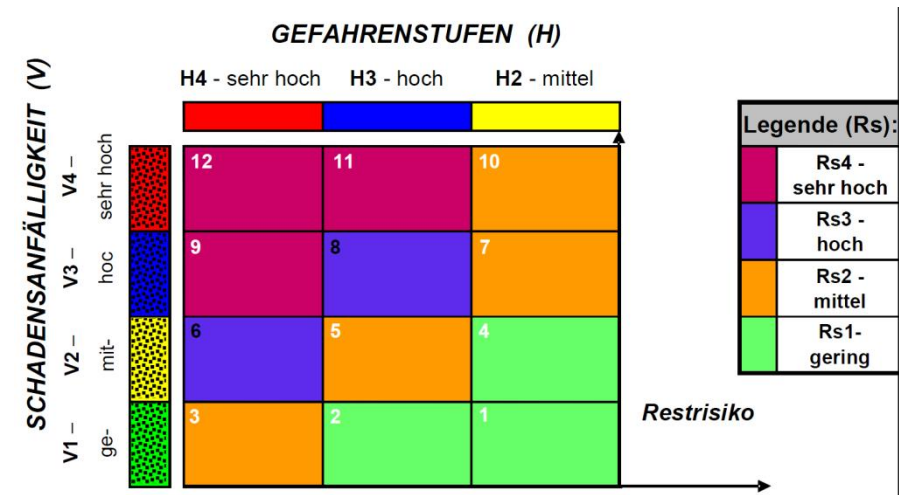 GEFAHRENSTUFEN (H)
H4 - sehr hoch H3 - hoch H2 - mittel
SCHADENSANFÄLLIGKEIT (V)
V4 –
sehr hoch
V3 –
hoc
V2 –
mit-
V1 –
ge-
12 11 10
9 8 7
6 5 4
3 2 1
Restrisiko
Legende (Rs):
Rs4 -
sehr hoch
Rs3 -
hoch
Rs2 -
mittel
Rs1-
gering